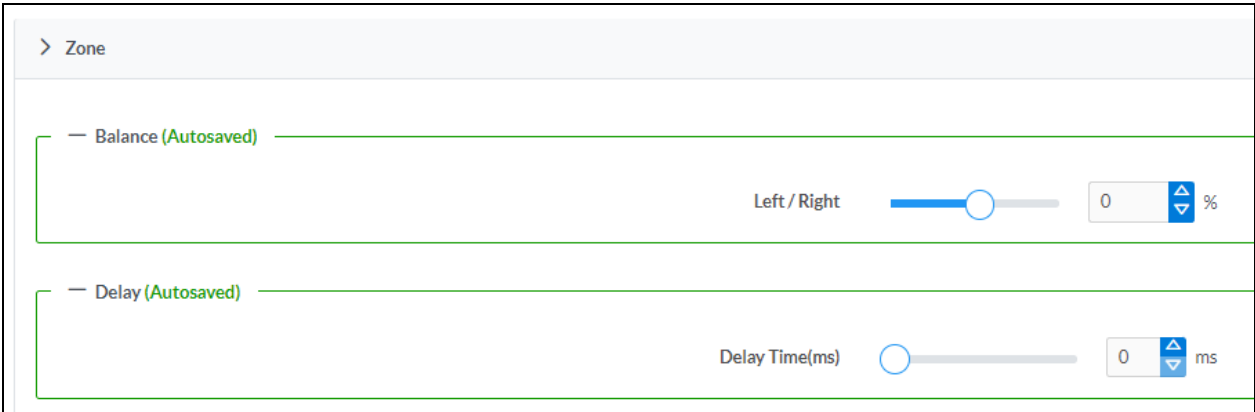 Zone
Balance (Autosaved)
Left / Right 0 %
Delay (Autosaved)
Delay Time(ms) 0 ms